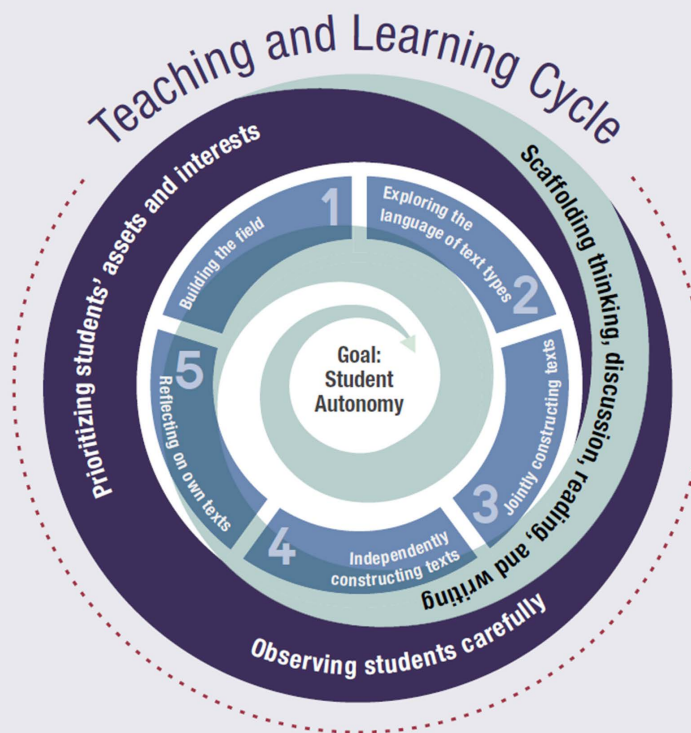 Teaching and Learning Cycle
Prioritizing students' assets and interests
Scaffolding thinking, discussion, reading, and writing
Observing students carefully
1
Building the field
Exploring the
language of text types
2
3
Jointly constructing texts
4
Independently
constructing texts
5
Reflecting on own texts
Goal:
Student
Autonomy